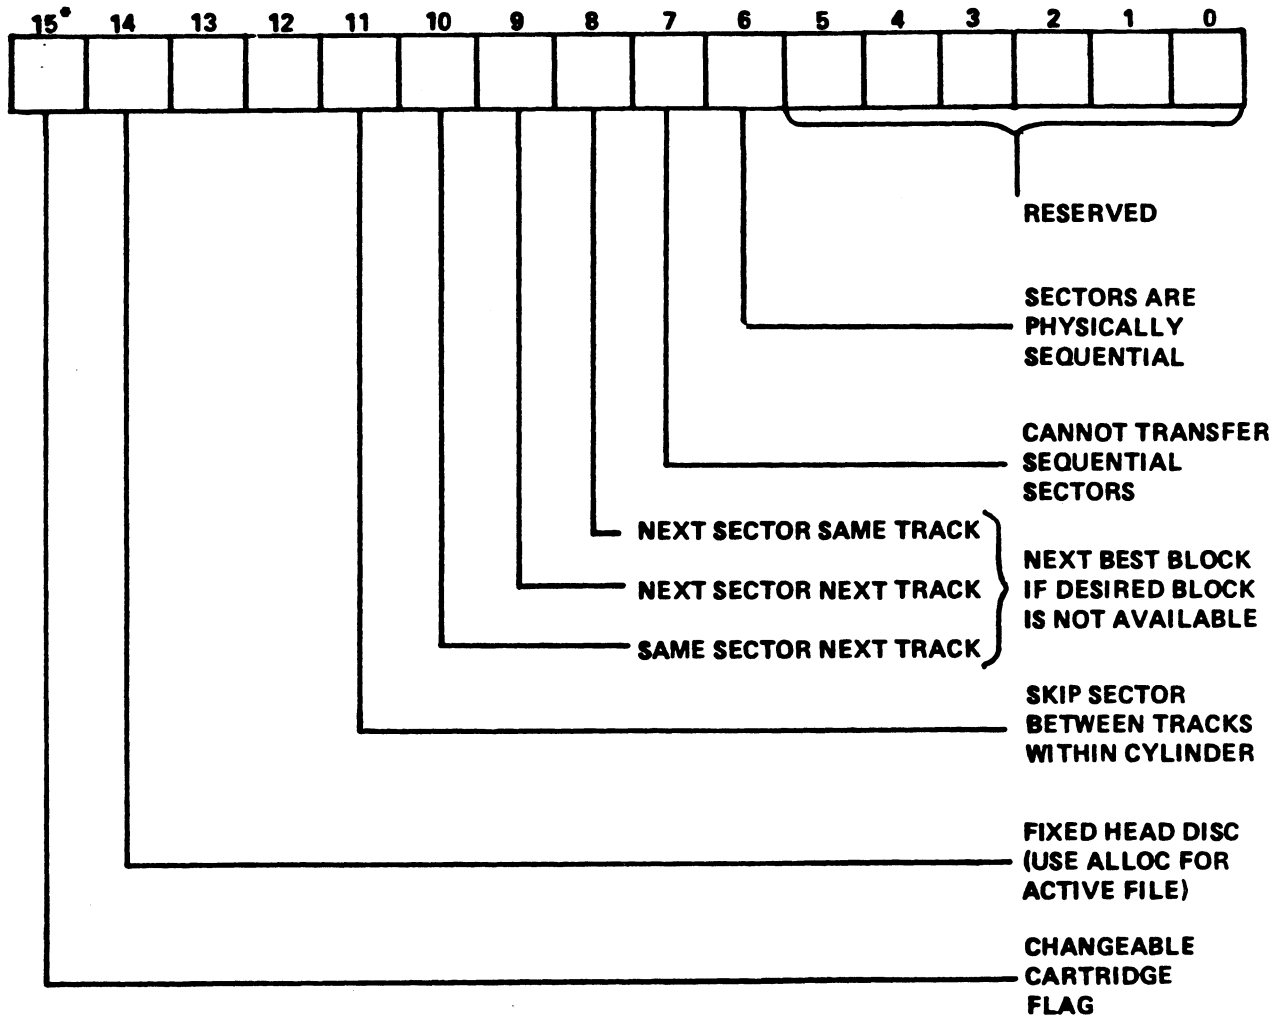 15* 14 13 12 11 10 9 8 7 6 5 4 3 2 1 0
RESERVED
SECTORS ARE
PHYSICALLY
SEQUENTIAL
CANNOT TRANSFER
SEQUENTIAL
SECTORS
NEXT SECTOR SAME TRACK
NEXT SECTOR NEXT TRACK
SAME SECTOR NEXT TRACK
NEXT BEST BLOCK
IF DESIRED BLOCK
IS NOT AVAILABLE
SKIP SECTOR
BETWEEN TRACKS
WITHIN CYLINDER
FIXED HEAD DISC
(USE ALLOC FOR
ACTIVE FILE)
CHANGEABLE
CARTRIDGE
FLAG